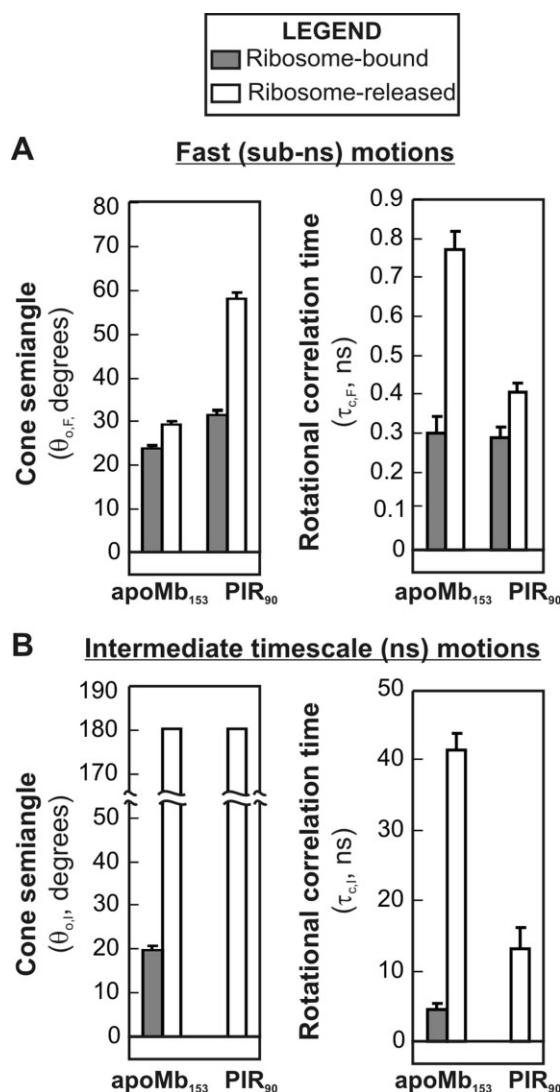 LEGEND
Ribosome-bound
Ribosome-released
A
Fast (sub-ns) motions
Cone semiangle
(θo,F, degrees)
80
70
60
50
40
30
20
10
0
apoMb153
PIR90
Rotational correlation time
(τc,F, ns)
0.9
0.8
0.7
0.6
0.5
0.4
0.3
0.2
0.1
0
apoMb153
PIR90
B
Intermediate timescale (ns) motions
Cone semiangle
(θo,I, degrees)
190
180
170
50
40
30
20
10
0
apoMb153
PIR90
Rotational correlation time
(τc,I, ns)
50
40
30
20
10
0
apoMb153
PIR90